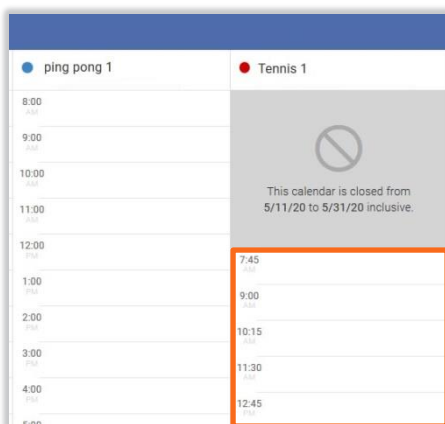 ping pong 1
8:00
AM
9:00
AM
10:00
AM
11:00
AM
12:00
PM
1:00
PM
2:00
PM
3:00
PM
4:00
PM
5:00
Tennis 1
This calendar is closed from
5/11/20 to 5/31/20 inclusive.
7:45
AM
9:00
AM
10:15
AM
11:30
AM
12:45
PM